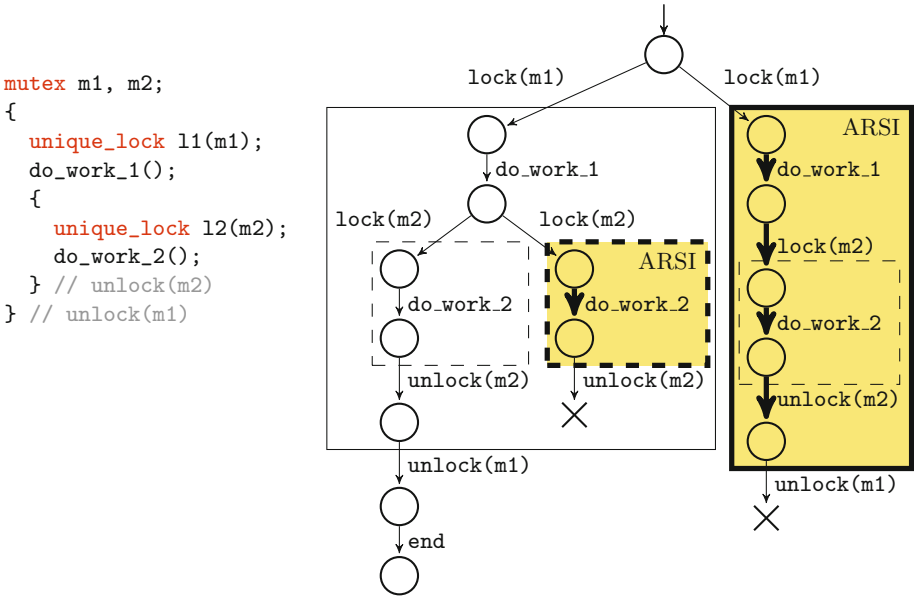 mutex m1, m2;
{
  unique_lock l1(m1);
  do_work_1();
  {
    unique_lock l2(m2);
    do_work_2();
  } // unlock(m2)
} // unlock(m1)
lock(m1)
lock(m1)
do_work_1
lock(m2)
lock(m2)
ARSI
do_work_2
do_work_2
unlock(m2)
unlock(m2)
unlock(m1)
end
ARSI
do_work_1
lock(m2)
do_work_2
unlock(m2)
unlock(m1)